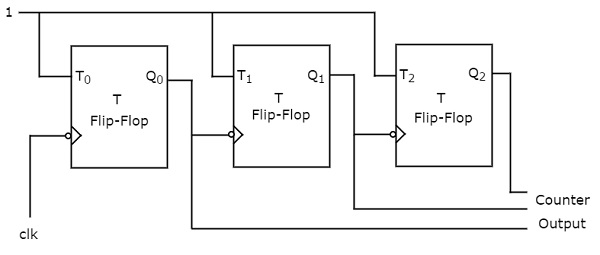 1
T0
Q0
T
Flip-Flop
T1
Q1
T
Flip-Flop
T2
Q2
T
Flip-Flop
clk
Counter
Output